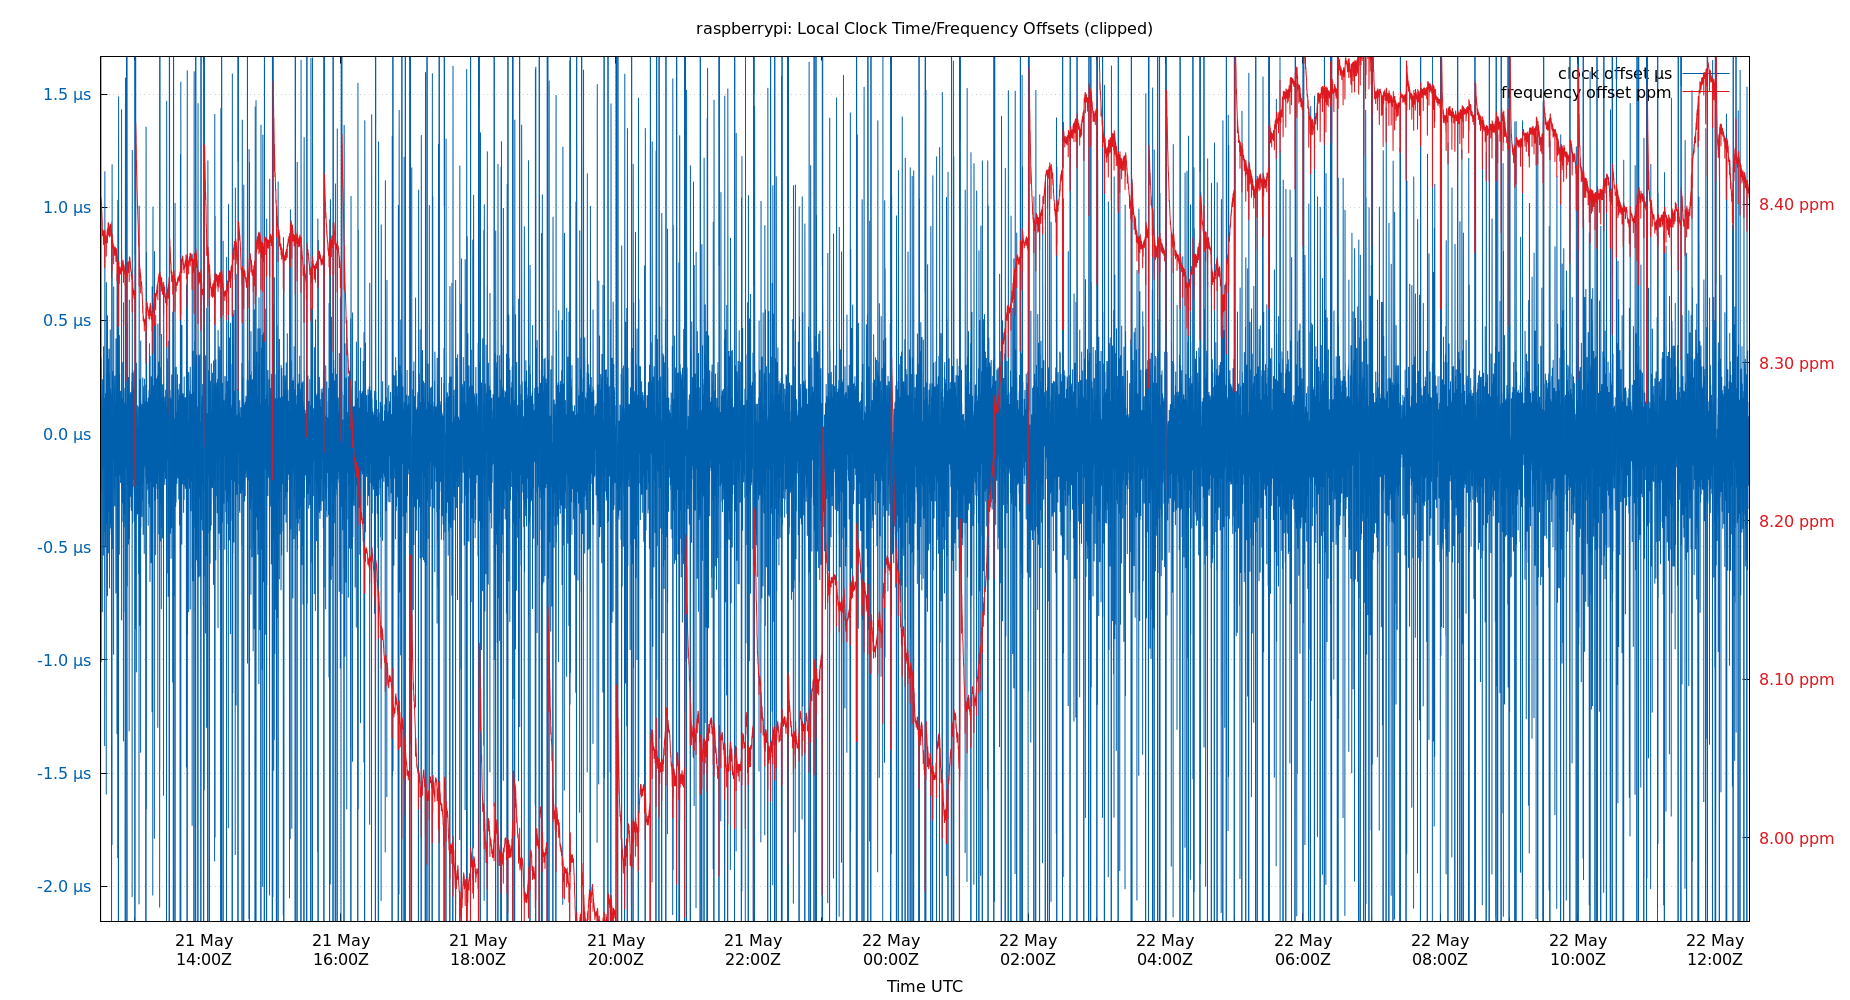 raspberrypi: Local Clock Time/Frequency Offsets (clipped)
clock offset µs
frequency offset ppm
1.5 µs
1.0 µs
0.5 µs
0.0 µs
-0.5 µs
-1.0 µs
-1.5 µs
-2.0 µs
8.40 ppm
8.30 ppm
8.20 ppm
8.10 ppm
8.00 ppm
21 May 14:00Z
21 May 16:00Z
21 May 18:00Z
21 May 20:00Z
21 May 22:00Z
22 May 00:00Z
22 May 02:00Z
22 May 04:00Z
22 May 06:00Z
22 May 08:00Z
22 May 10:00Z
22 May 12:00Z
Time UTC